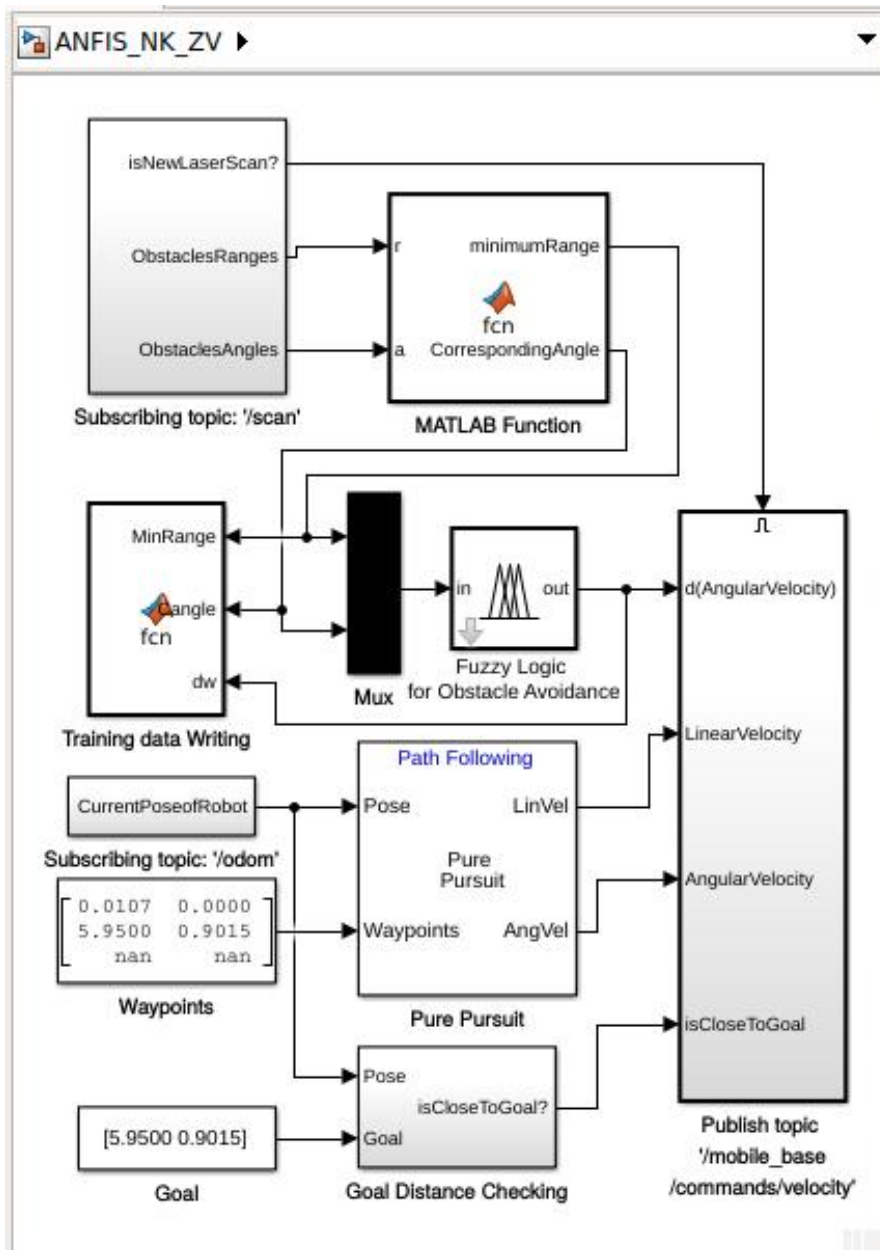 ANFIS_NK_ZV
isNewLaserScan?
ObstaclesRanges
ObstaclesAngles
Subscribing topic: '/scan'
r
a
minimumRange
fcn
CorrespondingAngle
MATLAB Function
MinRange
angle
fcn
dw
Training data Writing
Mux
in
out
Fuzzy Logic
for Obstacle Avoidance
d(AngularVelocity)
LinearVelocity
AngularVelocity
isCloseToGoal
Publish topic
'/mobile_base
/commands/velocity'
CurrentPoseofRobot
Subscribing topic: '/odom'
0.0107 0.0000
5.9500 0.9015
nan nan
Waypoints
Path Following
Pose
LinVel
Pure
Pursuit
Waypoints
AngVel
Pure Pursuit
Pose
isCloseToGoal?
Goal
Goal Distance Checking
[5.9500 0.9015]
Goal